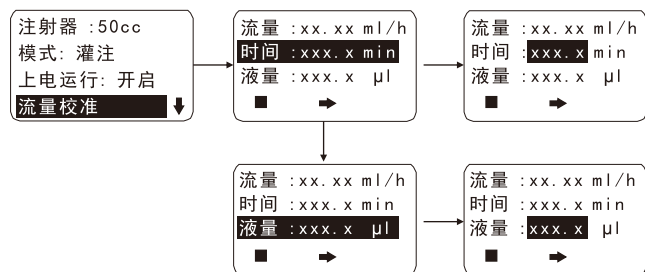 注射器 :50cc
模式: 灌注
上电运行: 开启
流量校准
流量 :xx.xx ml/h
时间 :xxx.x min
液量 :xxx.x μl
流量 :xx.xx ml/h
时间 :xxx.x min
液量 :xxx.x μl
流量 :xx.xx ml/h
时间 :xxx.x min
液量 :xxx.x μl
流量 :xx.xx ml/h
时间 :xxx.x min
液量 :xxx.x μl